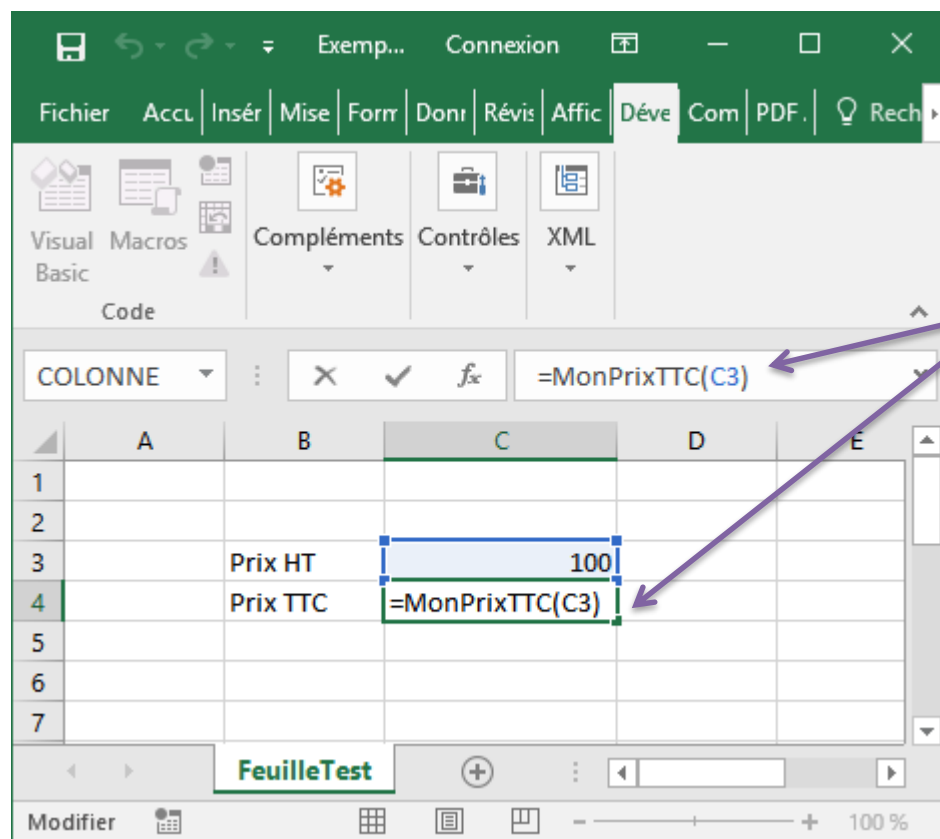 Exemp... Connexion
Fichier Accu Insér Mise Form Donn Révis Affic Déve Com PDF. Rech
Visual Basic
Macros
Compléments
Contrôles
XML
Code
COLONNE fx =MonPrixTTC(C3)
A B C D E
1
2
3 Prix HT 100
4 Prix TTC =MonPrixTTC(C3)
5
6
7
FeuilleTest
Modifier 100 %